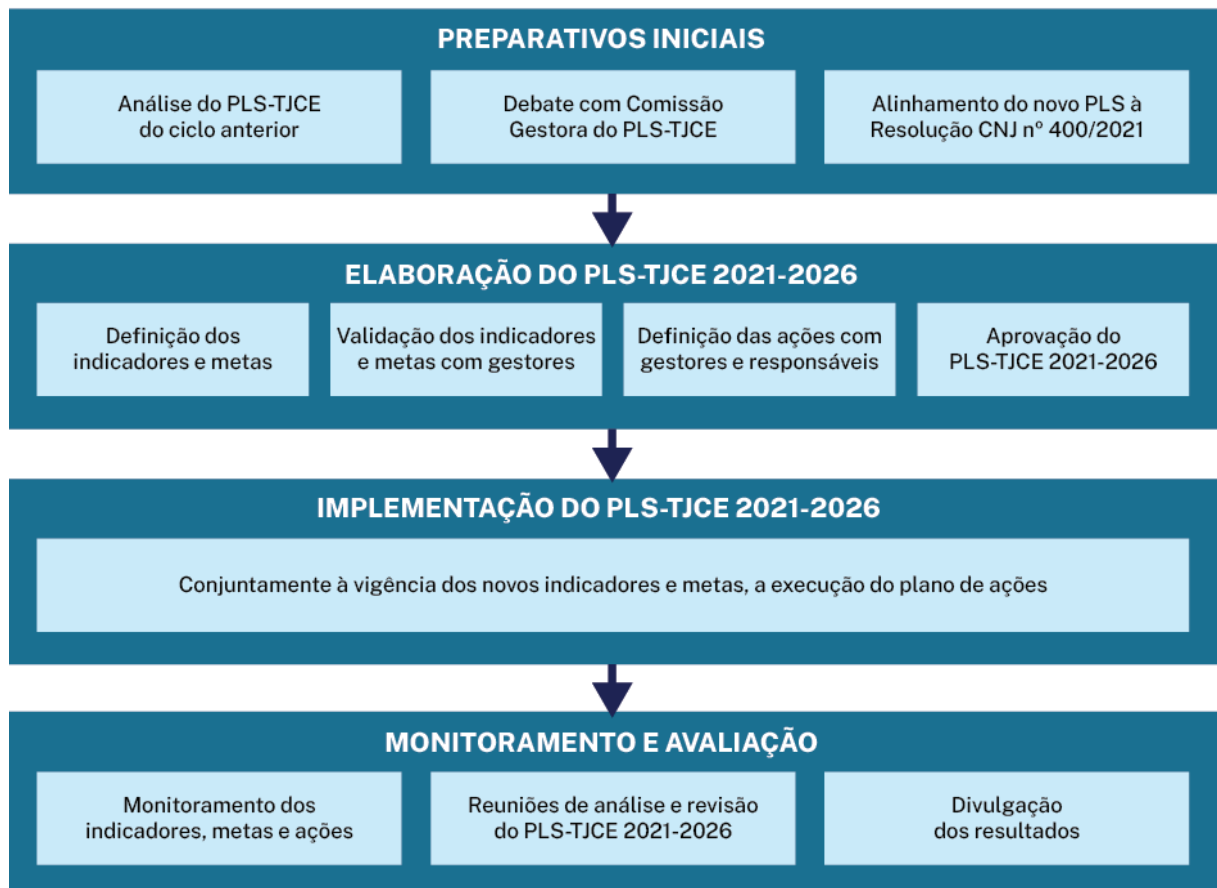 PREPARATIVOS INICIAIS
Análise do PLS-TJCE
do ciclo anterior
Debate com Comissão
Gestora do PLS-TJCE
Alinhamento do novo PLS à
Resolução CNJ nº 400/2021
ELABORAÇÃO DO PLS-TJCE 2021-2026
Definição dos
indicadores e metas
Validação dos indicadores
e metas com gestores
Definição das ações com
gestores e responsáveis
Aprovação do
PLS-TJCE 2021-2026
IMPLEMENTAÇÃO DO PLS-TJCE 2021-2026
Conjuntamente à vigência dos novos indicadores e metas, a execução do plano de ações
MONITORAMENTO E AVALIAÇÃO
Monitoramento dos
indicadores, metas e ações
Reuniões de análise e revisão
do PLS-TJCE 2021-2026
Divulgação
dos resultados